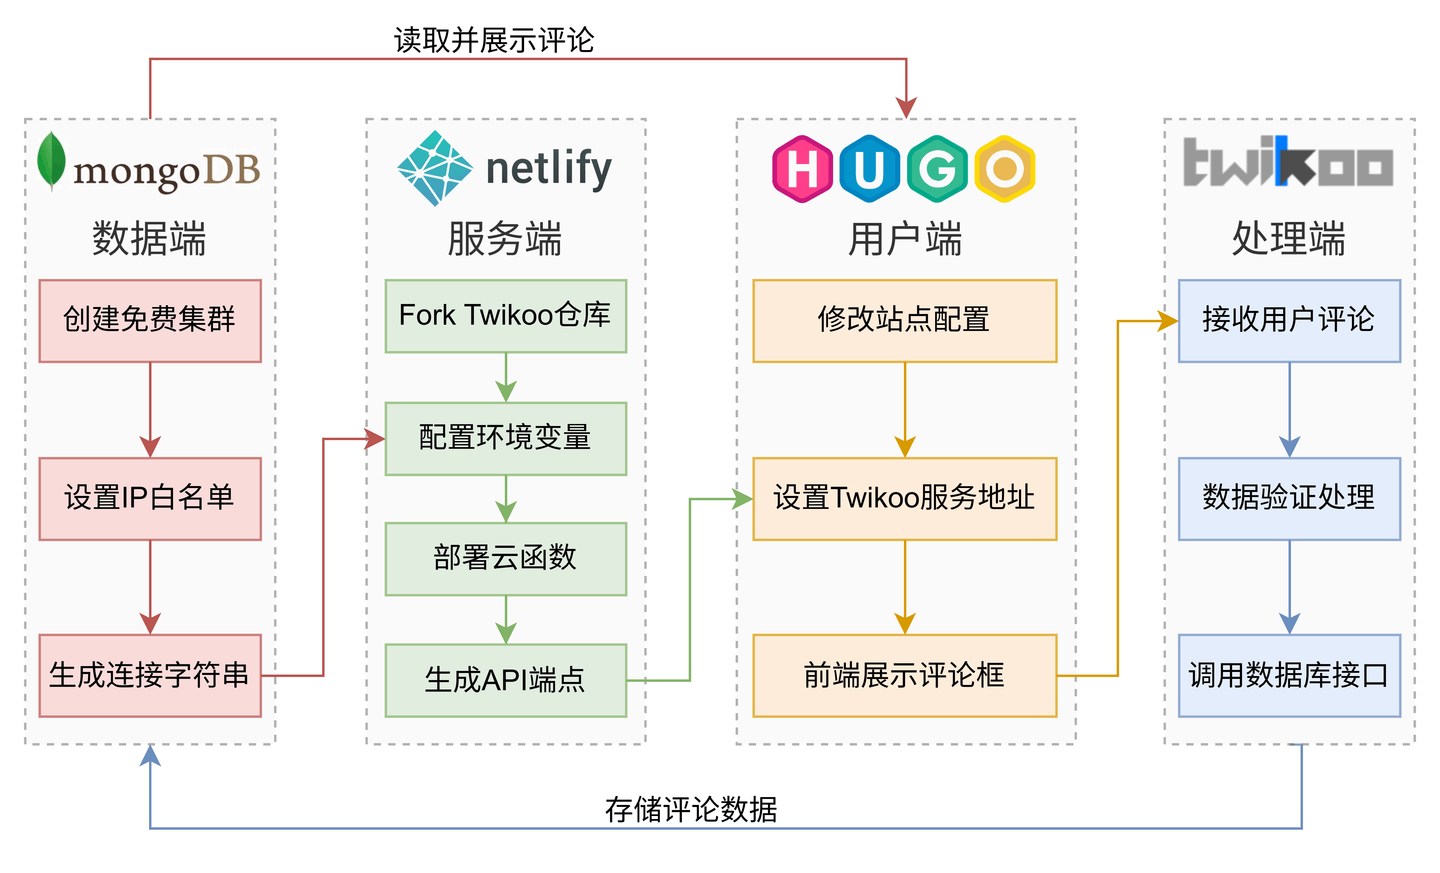 读取并展示评论
mongoDB
数据端
创建免费集群
设置IP白名单
生成连接字符串
netlify
服务端
Fork Twikoo仓库
配置环境变量
部署云函数
生成API端点
HUGO
用户端
修改站点配置
设置Twikoo服务地址
前端展示评论框
twikoo
处理端
接收用户评论
数据验证处理
调用数据库接口
存储评论数据